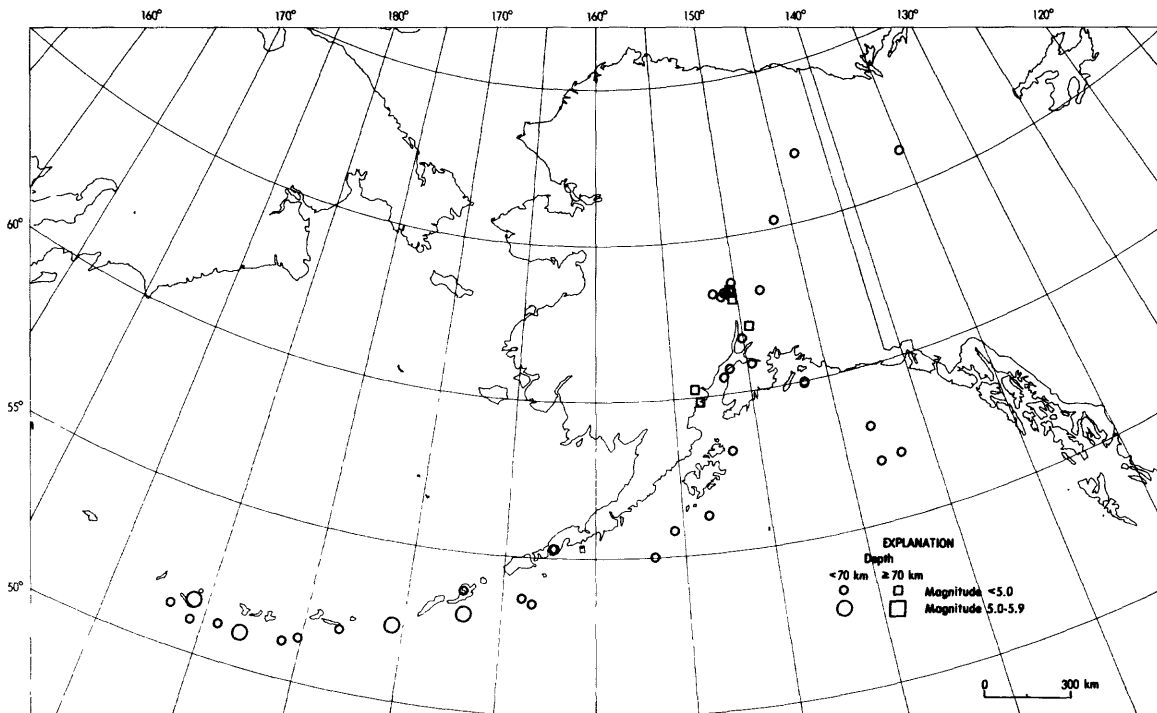 160° 170° 180° 160° 150° 140° 130° 120°
60°
55°
50°
EXPLANATION
Depth
<70 km ≥70 km
Magnitude <5.0
Magnitude 5.0-5.9
0 300 km